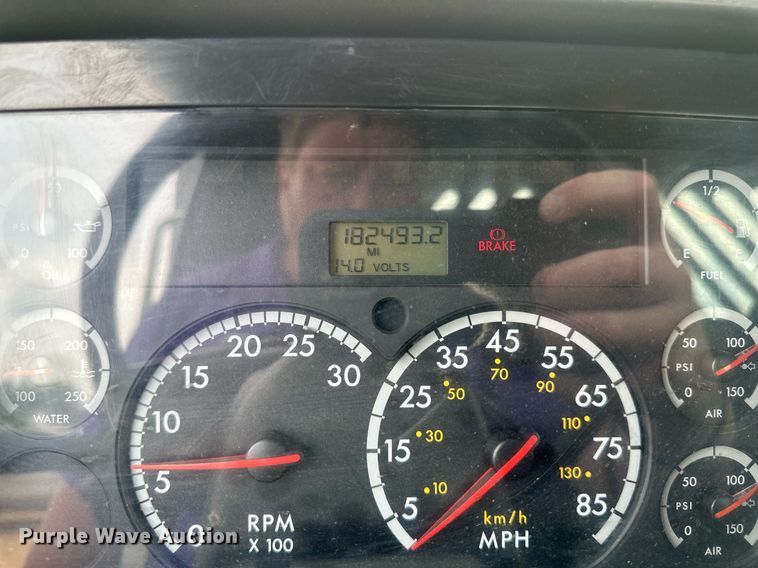 182493.2
MI
14.0 VOLTS
BRAKE
50
PSI
0 100
OIL
150 200
100 250
WATER
1/2
E F
FUEL
50 100
PSI
0 150
AIR
50 100
PSI
0 150
AIR
0 5 10 15 20 25 30
RPM
X 100
5 15 25 35 45 55 65 75 85
10 30 50 70 90 110 130
km/h
MPH
Purple Wave Auction